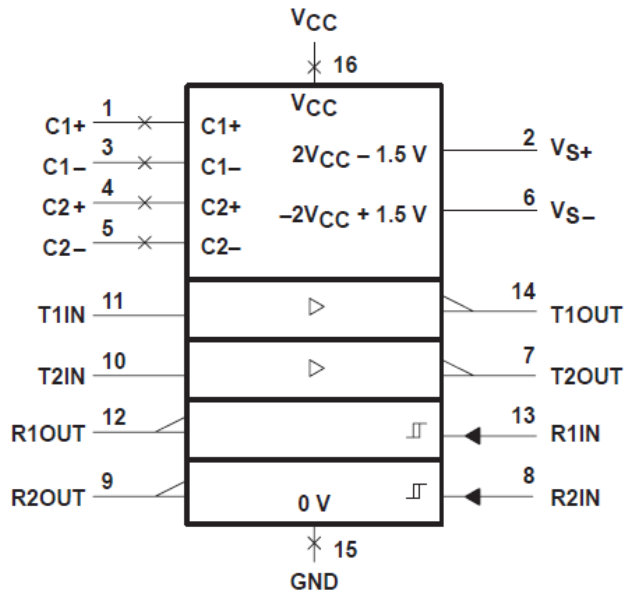 VCC
16
VCC
1
C1+
C1+
2VCC – 1.5 V
2
VS+
3
C1–
C1–
4
C2+
C2+
–2VCC + 1.5 V
6
VS–
5
C2–
C2–
11
T1IN
14
T1OUT
10
T2IN
7
T2OUT
12
R1OUT
13
R1IN
9
R2OUT
8
R2IN
0 V
15
GND